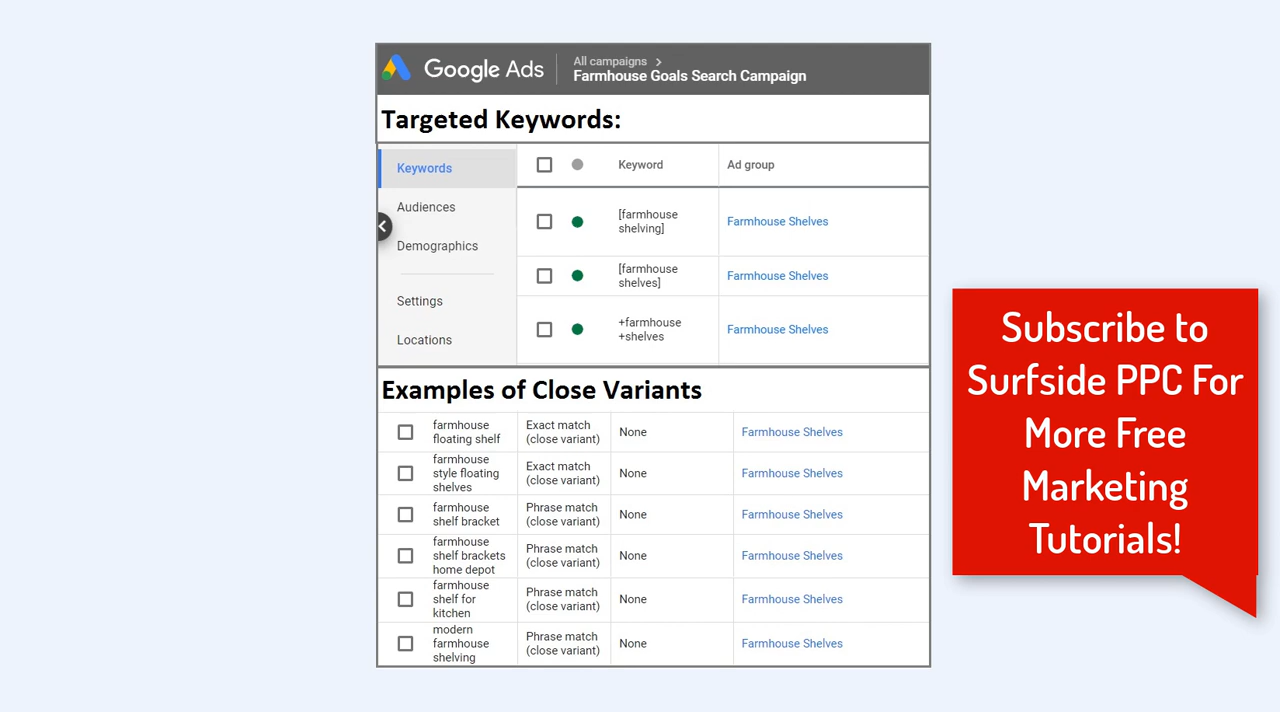 Google Ads
All campaigns >
Farmhouse Goals Search Campaign
Targeted Keywords:
Keywords
Audiences
Demographics
Settings
Locations
Keyword
Ad group
[farmhouse
shelving]
Farmhouse Shelves
[farmhouse
shelves]
Farmhouse Shelves
+farmhouse
+shelves
Farmhouse Shelves
Examples of Close Variants
farmhouse
floating shelf
Exact match
(close variant)
None
Farmhouse Shelves
farmhouse
style floating
shelves
Exact match
(close variant)
None
Farmhouse Shelves
farmhouse
shelf bracket
Phrase match
(close variant)
None
Farmhouse Shelves
farmhouse
shelf brackets
home depot
Phrase match
(close variant)
None
Farmhouse Shelves
farmhouse
shelf for
kitchen
Phrase match
(close variant)
None
Farmhouse Shelves
modern
farmhouse
shelving
Phrase match
(close variant)
None
Farmhouse Shelves
Subscribe to
Surfside PPC For
More Free
Marketing
Tutorials!